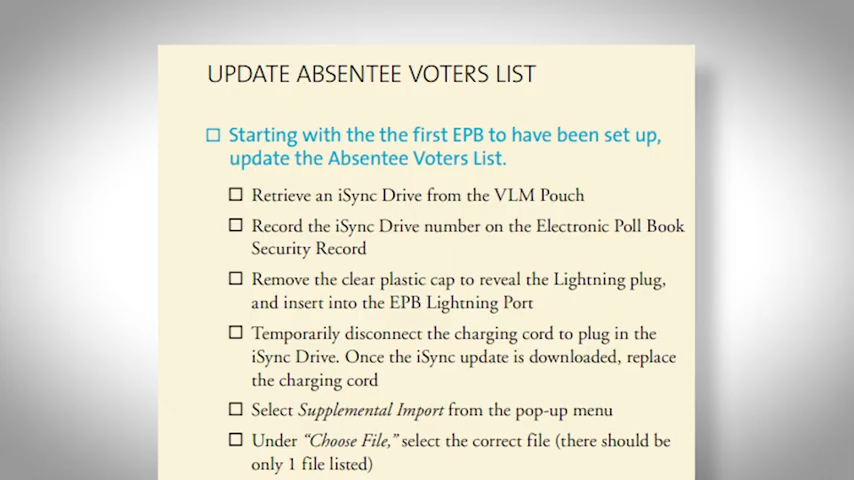 UPDATE ABSENTEE VOTERS LIST
☐ Starting with the the first EPB to have been set up,
update the Absentee Voters List.
☐ Retrieve an iSync Drive from the VLM Pouch
☐ Record the iSync Drive number on the Electronic Poll Book
Security Record
☐ Remove the clear plastic cap to reveal the Lightning plug,
and insert into the EPB Lightning Port
☐ Temporarily disconnect the charging cord to plug in the
iSync Drive. Once the iSync update is downloaded, replace
the charging cord
☐ Select Supplemental Import from the pop-up menu
☐ Under “Choose File,” select the correct file (there should be
only 1 file listed)